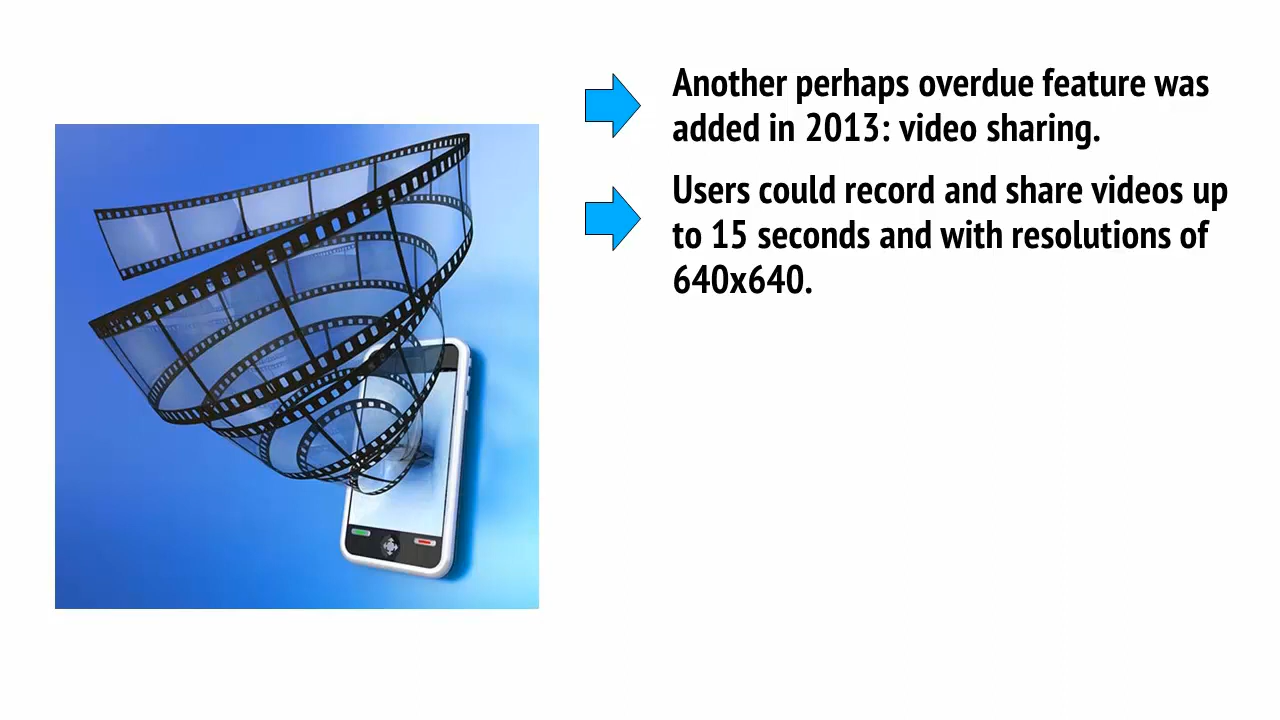 Another perhaps overdue feature was
added in 2013: video sharing.
Users could record and share videos up
to 15 seconds and with resolutions of
640x640.